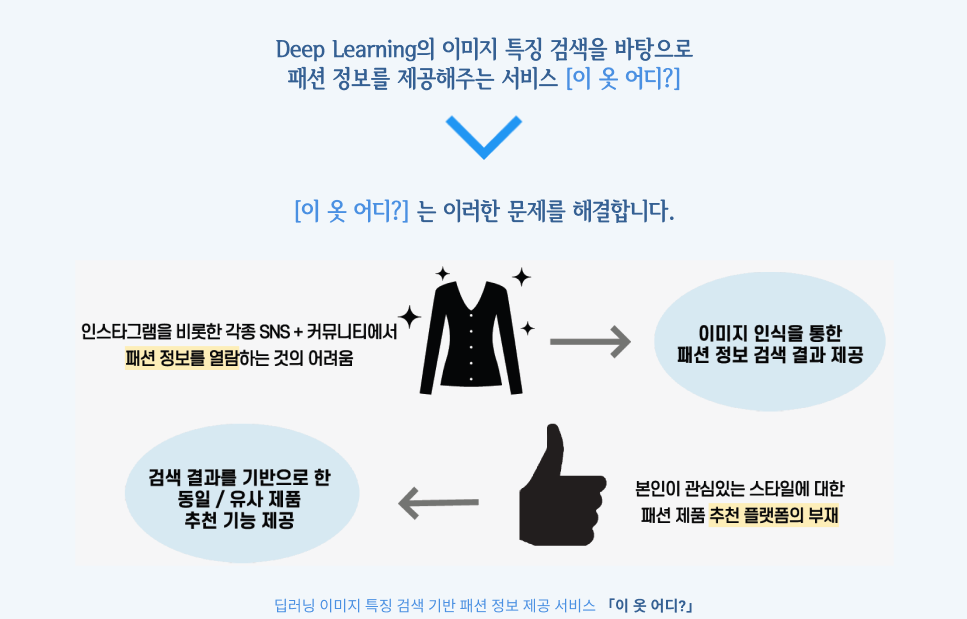 Deep Learning의 이미지 특징 검색을 바탕으로
패션 정보를 제공해주는 서비스 [이 옷 어디?]
[이 옷 어디?] 는 이러한 문제를 해결합니다.
인스타그램을 비롯한 각종 SNS + 커뮤니티에서
패션 정보를 열람하는 것의 어려움
이미지 인식을 통한
패션 정보 검색 결과 제공
검색 결과를 기반으로 한
동일 / 유사 제품
추천 기능 제공
본인이 관심있는 스타일에 대한
패션 제품 추천 플랫폼의 부재
딥러닝 이미지 특징 검색 기반 패션 정보 제공 서비스 「이 옷 어디?」